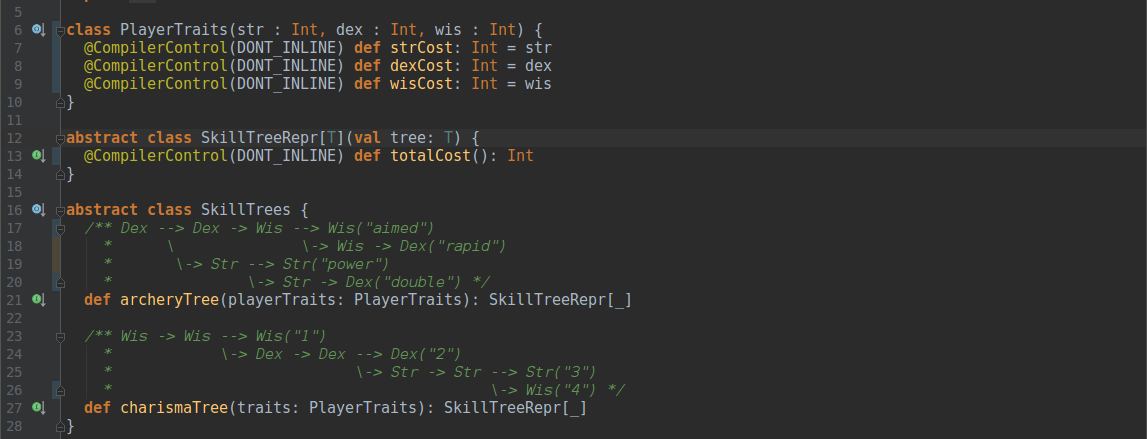 5
6 class PlayerTraits(str : Int, dex : Int, wis : Int) {
7   @CompilerControl(DONT_INLINE) def strCost: Int = str
8   @CompilerControl(DONT_INLINE) def dexCost: Int = dex
9   @CompilerControl(DONT_INLINE) def wisCost: Int = wis
10 }
11
12 abstract class SkillTreeRepr[T](val tree: T) {
13   @CompilerControl(DONT_INLINE) def totalCost(): Int
14 }
15
16 abstract class SkillTrees {
17   /** Dex --> Dex -> Wis --> Wis("aimed")
18     *      \              \-> Wis -> Dex("rapid")
19     *       \-> Str --> Str("power")
20     *               \-> Str -> Dex("double") */
21   def archeryTree(playerTraits: PlayerTraits): SkillTreeRepr[_]
22
23   /** Wis -> Wis --> Wis("1")
24     *            \-> Dex -> Dex --> Dex("2")
25     *                           \-> Str -> Str --> Str("3")
26     *                                          \-> Wis("4") */
27   def charismaTree(traits: PlayerTraits): SkillTreeRepr[_]
28 }